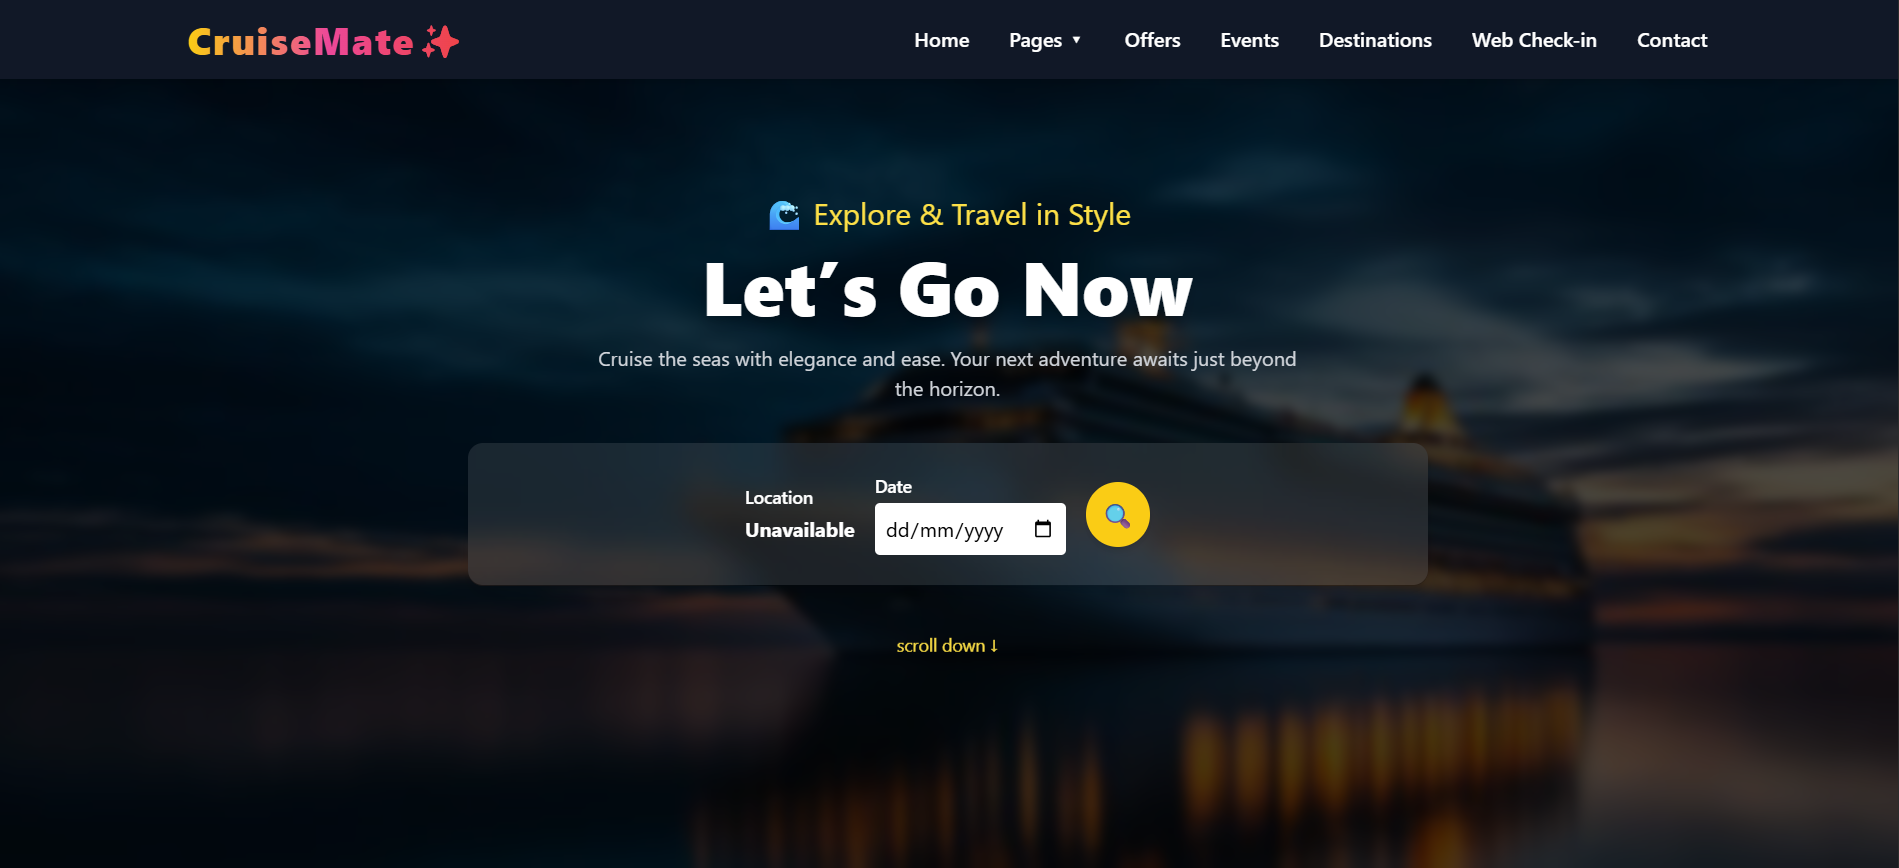 CruiseMate
Home Pages ▼ Offers Events Destinations Web Check-in Contact
Explore & Travel in Style
Let’s Go Now
Cruise the seas with elegance and ease. Your next adventure awaits just beyond
the horizon.
Location
Unavailable
Date
dd/mm/yyyy
scroll down ↓